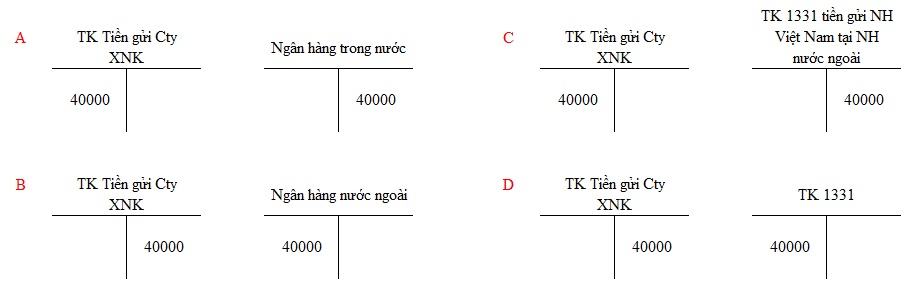 A
TK Tiền gửi Cty
XNK
40000
Ngân hàng trong nước
40000
C
TK Tiền gửi Cty
XNK
40000
TK 1331 tiền gửi NH
Việt Nam tại NH
nước ngoài
40000
B
TK Tiền gửi Cty
XNK
40000
Ngân hàng nước ngoài
40000
D
TK Tiền gửi Cty
XNK
40000
TK 1331
40000